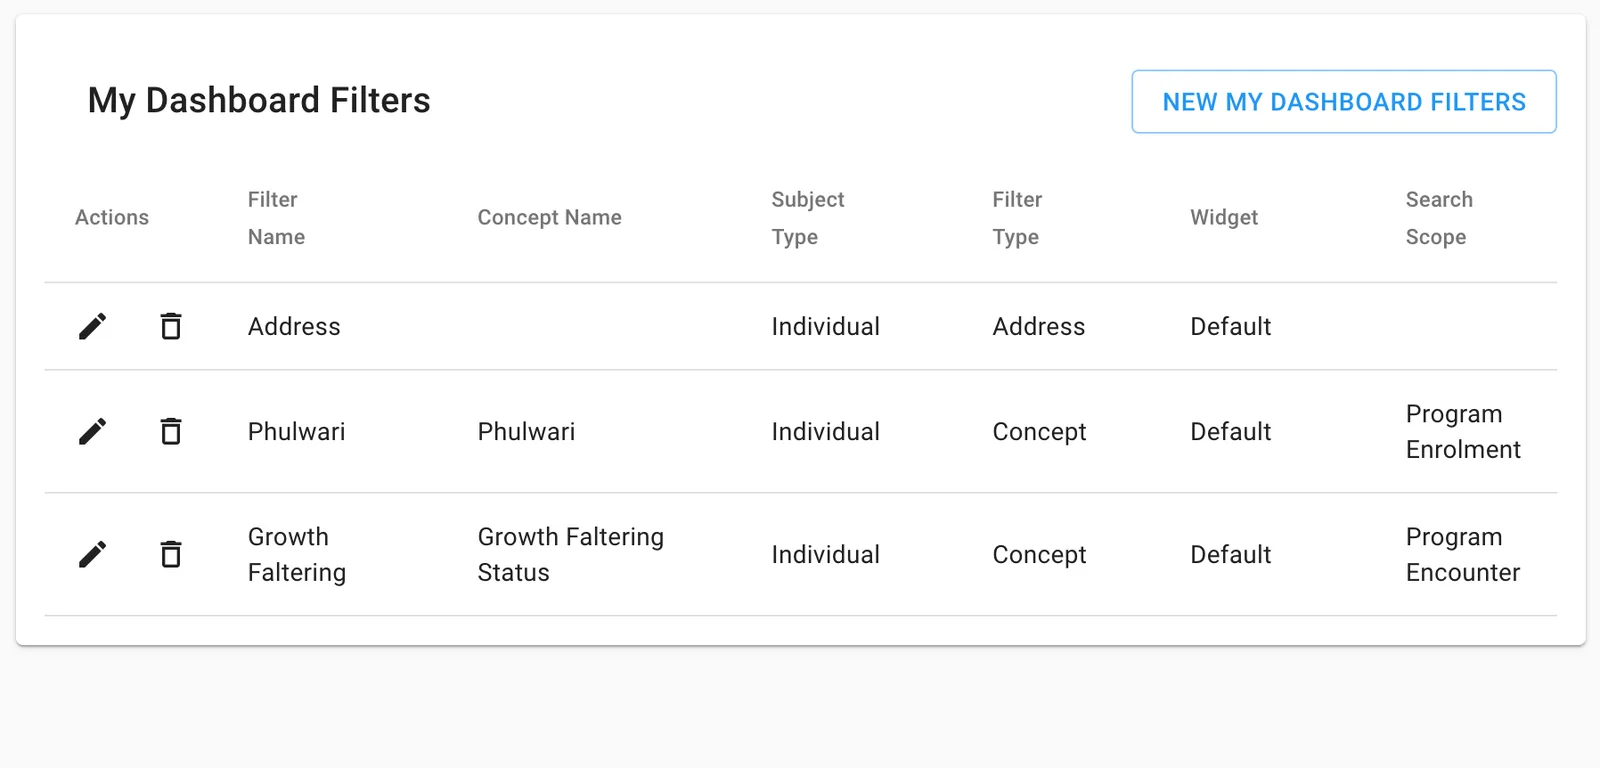 My Dashboard Filters
NEW MY DASHBOARD FILTERS
Actions
Filter
Name
Concept Name
Subject
Type
Filter
Type
Widget
Search
Scope
Address
Individual
Address
Default
Phulwari
Phulwari
Individual
Concept
Default
Program
Enrolment
Growth
Faltering
Growth Faltering
Status
Individual
Concept
Default
Program
Encounter